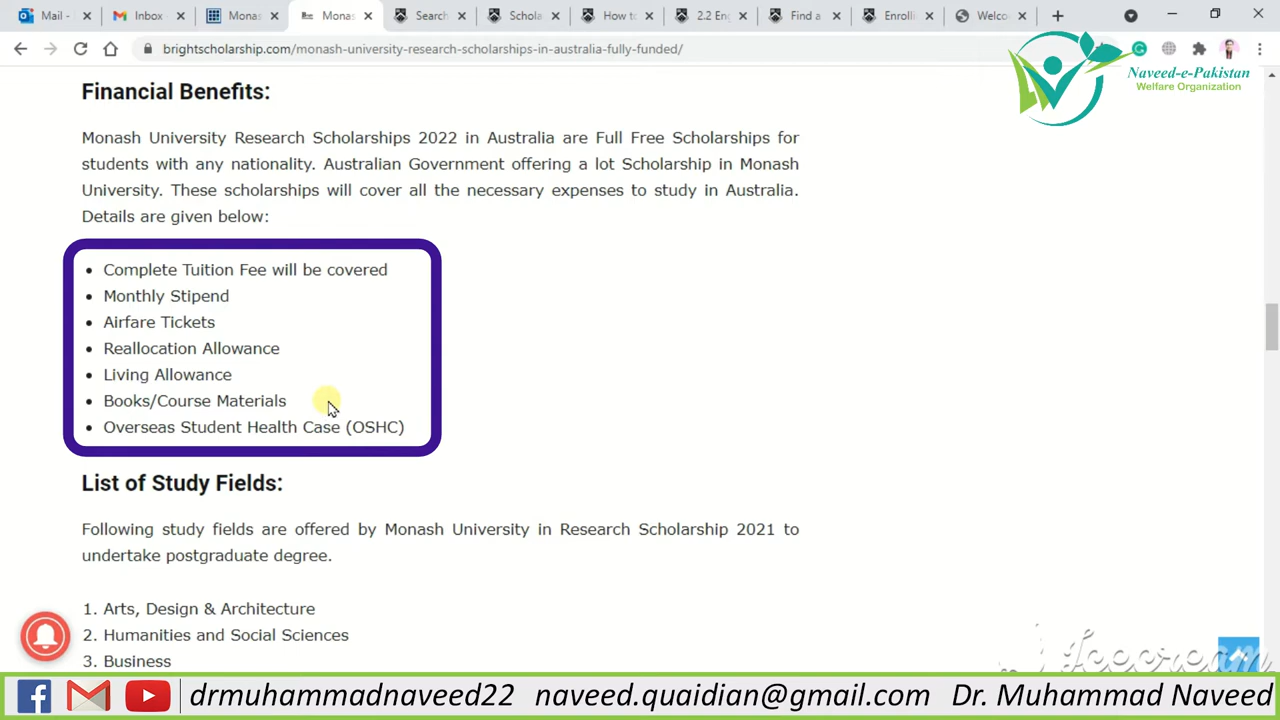 Mail -
Inbox
Monas
Monas
Search
Schola
How to
2.2 Eng
Find a
Enrollin
Welco
brightscholarship.com/monash-university-research-scholarships-in-australia-fully-funded/
Naveed-e-Pakistan
Welfare Organization
Financial Benefits:
Monash University Research Scholarships 2022 in Australia are Full Free Scholarships for
students with any nationality. Australian Government offering a lot Scholarship in Monash
University. These scholarships will cover all the necessary expenses to study in Australia.
Details are given below:
• Complete Tuition Fee will be covered
• Monthly Stipend
• Airfare Tickets
• Reallocation Allowance
• Living Allowance
• Books/Course Materials
• Overseas Student Health Case (OSHC)
List of Study Fields:
Following study fields are offered by Monash University in Research Scholarship 2021 to
undertake postgraduate degree.
1. Arts, Design & Architecture
2. Humanities and Social Sciences
3. Business
drmuhammadnaveed22 naveed.quaidian@gmail.com Dr. Muhammad Naveed